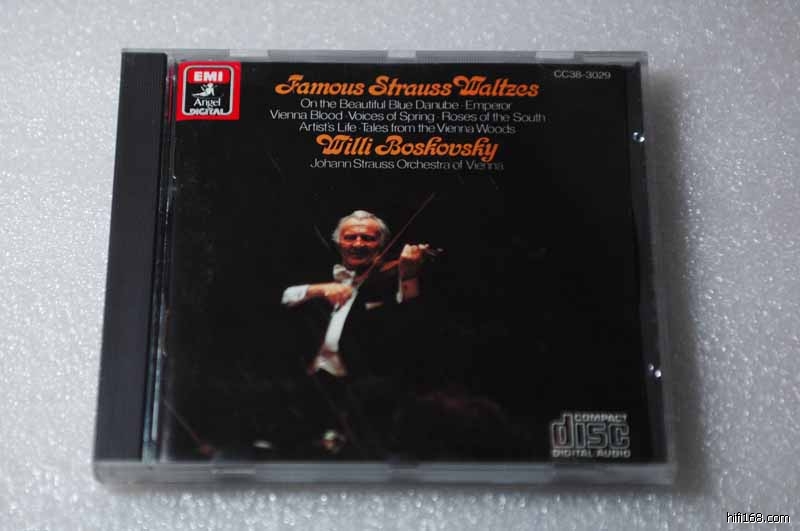 EMI
Angel
DIGITAL
CC38-3029
Famous Strauss Waltzes
On the Beautiful Blue Danube · Emperor
Vienna Blood · Voices of Spring · Roses of the South
Artist's Life · Tales from the Vienna Woods
Willi Boskovsky
Johann Strauss Orchestra of Vienna
COMPACT
disc
DIGITAL AUDIO
hifi168.com